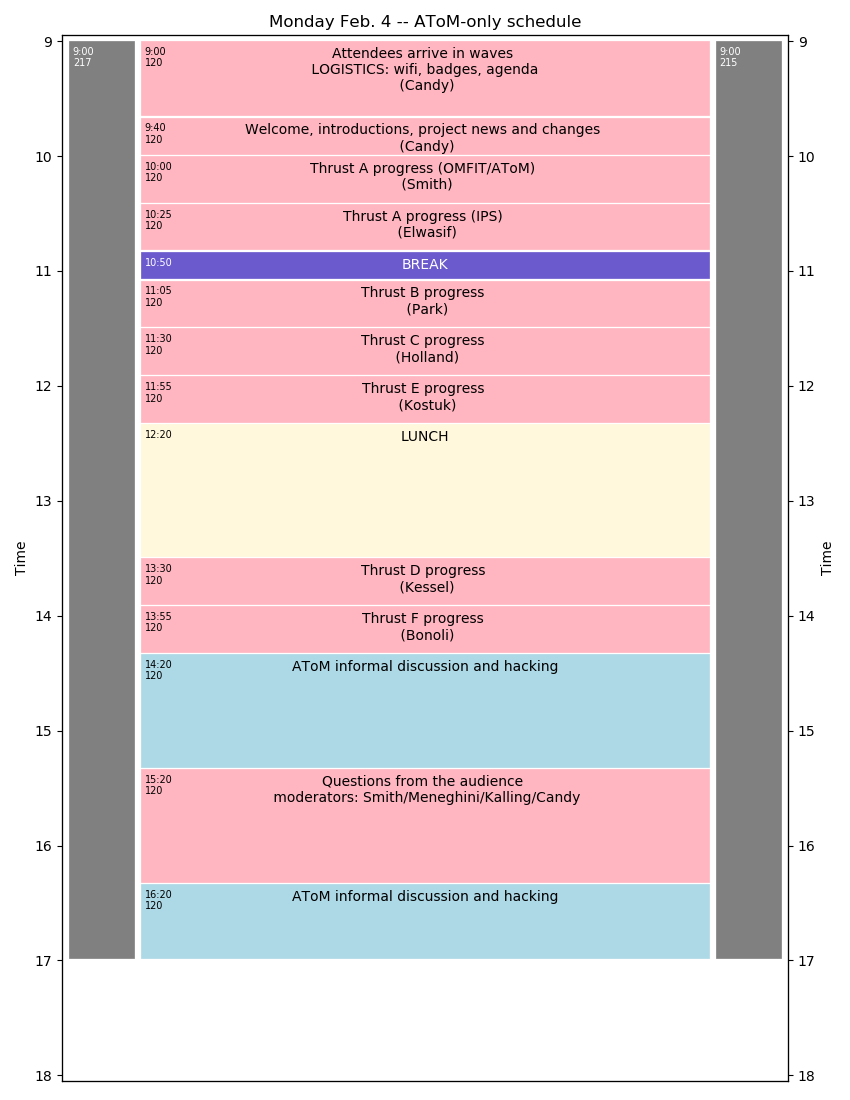 Monday Feb. 4 -- AToM-only schedule
9
9:00
217
9:00
120
Attendees arrive in waves
LOGISTICS: wifi, badges, agenda
(Candy)
9:00
215
9
9:40
120
Welcome, introductions, project news and changes
(Candy)
10
10:00
120
Thrust A progress (OMFIT/AToM)
(Smith)
10
10:25
120
Thrust A progress (IPS)
(Elwasif)
10:50
BREAK
11
11
11:05
120
Thrust B progress
(Park)
11:30
120
Thrust C progress
(Holland)
11:55
120
Thrust E progress
(Kostuk)
12
12
12:20
LUNCH
13
13
Time
Time
13:30
120
Thrust D progress
(Kessel)
13:55
120
Thrust F progress
(Bonoli)
14
14
14:20
120
AToM informal discussion and hacking
15
15
15:20
120
Questions from the audience
moderators: Smith/Meneghini/Kalling/Candy
16
16
16:20
120
AToM informal discussion and hacking
17
17
18
18